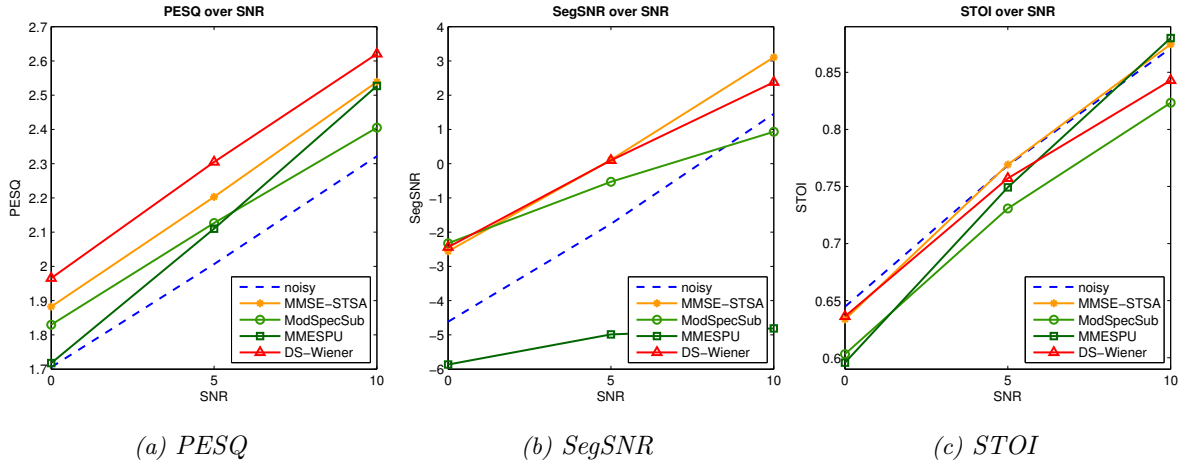 PESQ over SNR
2.7
2.6
2.5
2.4
2.3
2.2
2.1
2
1.9
1.8
1.7
PESQ
0
5
10
SNR
noisy
MMSE−STSA
ModSpecSub
MMESPU
DS−Wiener
(a) PESQ
SegSNR over SNR
4
3
2
1
0
−1
−2
−3
−4
−5
−6
SegSNR
0
5
10
SNR
noisy
MMSE−STSA
ModSpecSub
MMESPU
DS−Wiener
(b) SegSNR
STOI over SNR
0.85
0.8
0.75
0.7
0.65
0.6
STOI
0
5
10
SNR
noisy
MMSE−STSA
ModSpecSub
MMESPU
DS−Wiener
(c) STOI